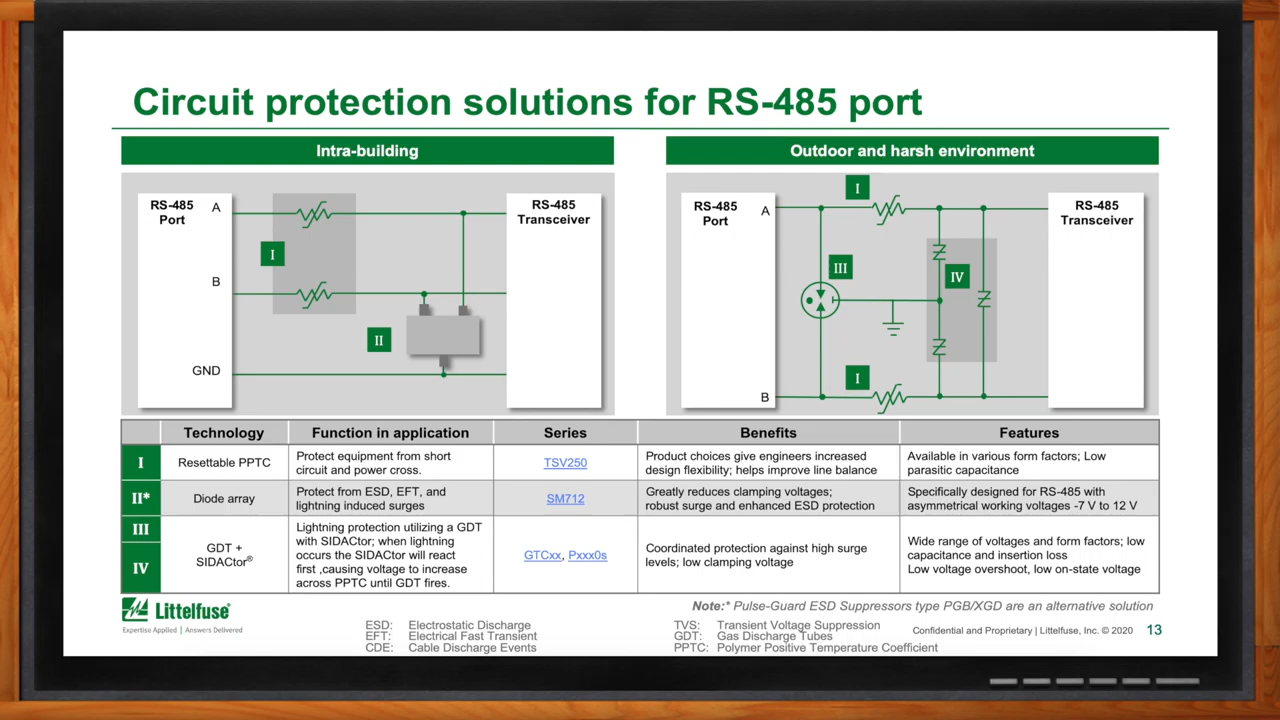 Circuit protection solutions for RS-485 port
Intra-building
RS-485
Port
A
B
GND
I
II
RS-485
Transceiver
Outdoor and harsh environment
RS-485
Port
A
B
I
III
IV
I
RS-485
Transceiver
Technology
Function in application
Series
Benefits
Features
I
Resettable PPTC
Protect equipment from short
circuit and power cross.
TSV250
Product choices give engineers increased
design flexibility; helps improve line balance
Available in various form factors; Low
parasitic capacitance
II*
Diode array
Protect from ESD, EFT, and
lightning induced surges
SM712
Greatly reduces clamping voltages;
robust surge and enhanced ESD protection
Specifically designed for RS-485 with
asymmetrical working voltages -7 V to 12 V
III
IV
GDT +
SIDACtor®
Lightning protection utilizing a GDT
with SIDACtor; when lightning
occurs the SIDACtor will react
first ,causing voltage to increase
across PPTC until GDT fires.
GTCxx, Pxxx0s
Coordinated protection against high surge
levels; low clamping voltage
Wide range of voltages and form factors; low
capacitance and insertion loss
Low voltage overshoot, low on-state voltage
Note:* Pulse-Guard ESD Suppressors type PGB/XGD are an alternative solution
Littelfuse®
Expertise Applied | Answers Delivered
ESD: Electrostatic Discharge
EFT: Electrical Fast Transient
CDE: Cable Discharge Events
TVS: Transient Voltage Suppression
GDT: Gas Discharge Tubes
PPTC: Polymer Positive Temperature Coefficient
Confidential and Proprietary | Littelfuse, Inc. © 2020
13